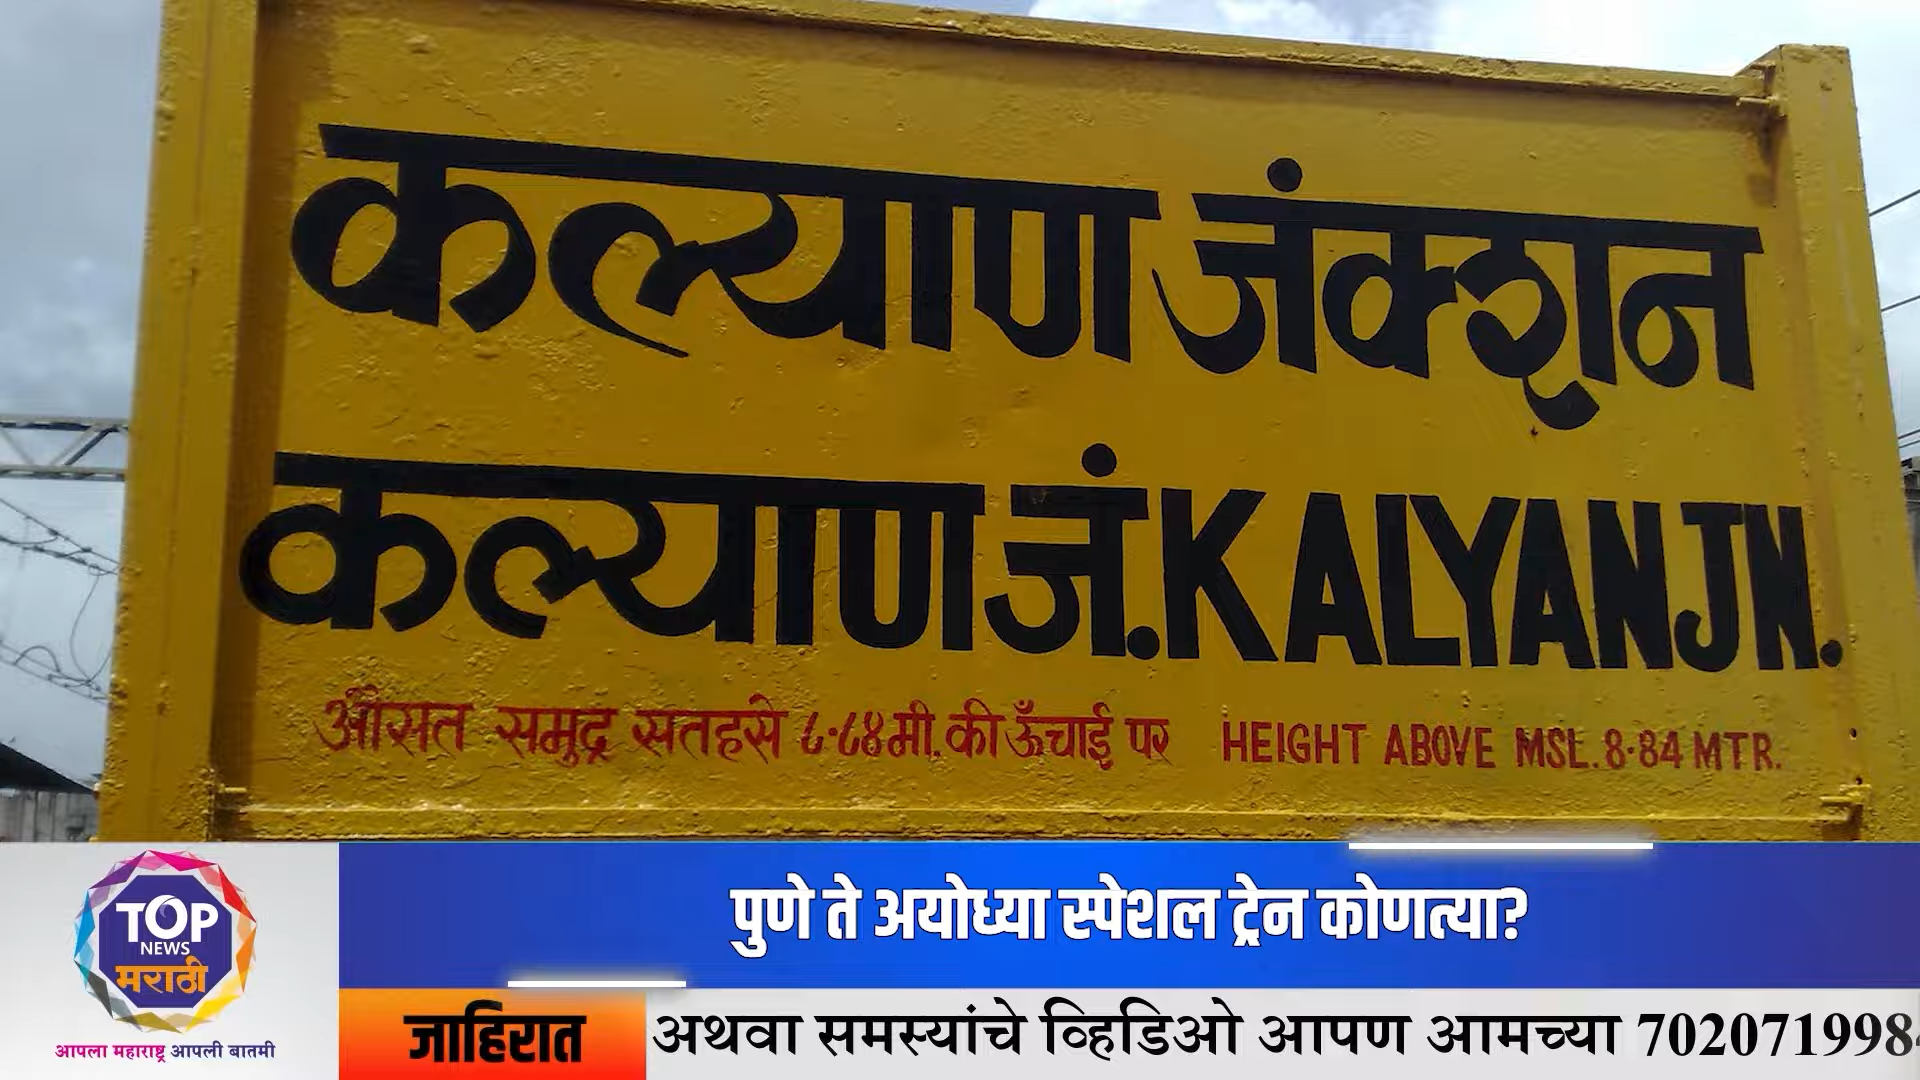 कल्याण जंक्शन
कल्याण जं. KALYAN JN.
औसत समुद्र सतहसे ८·८४ मी. की ऊँचाई पर HEIGHT ABOVE MSL. 8·84 MTR.
TOP
NEWS
मराठी
आपला महाराष्ट्र आपली बातमी
पुणे ते अयोध्या स्पेशल ट्रेन कोणत्या?
जाहिरात
अथवा समस्यांचे व्हिडिओ आपण आमच्या 702071998